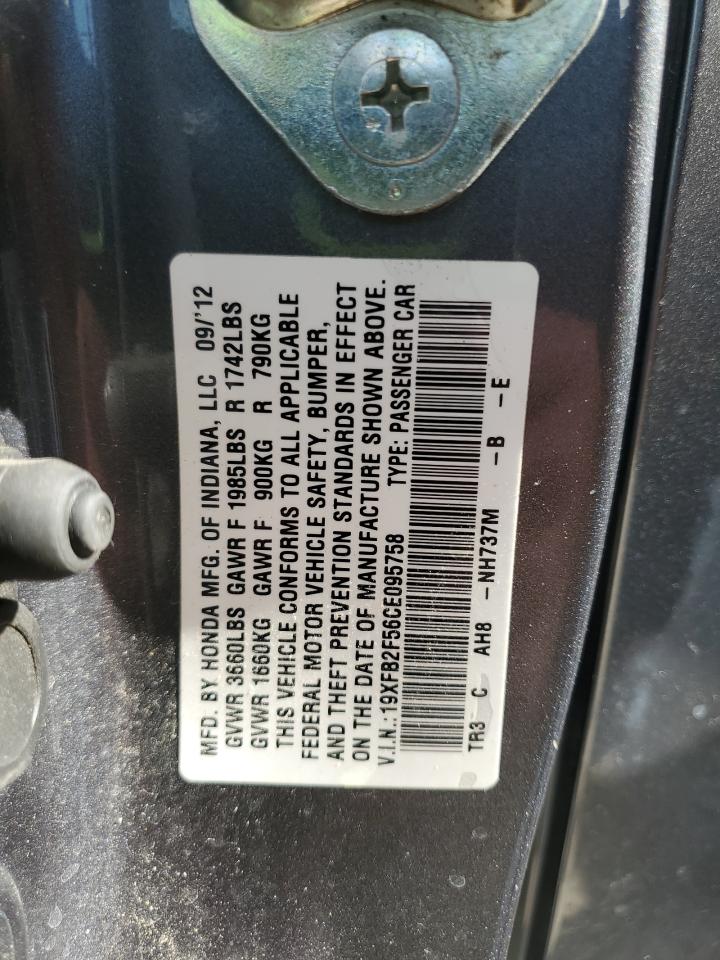 MFD. BY HONDA MFG. OF INDIANA, LLC 09/'12
GVWR 3660LBS GAWR F 1985LBS R 1742LBS
GVWR 1660KG GAWR F 900KG R 790KG
THIS VEHICLE CONFORMS TO ALL APPLICABLE
FEDERAL MOTOR VEHICLE SAFETY, BUMPER,
AND THEFT PREVENTION STANDARDS IN EFFECT
ON THE DATE OF MANUFACTURE SHOWN ABOVE.
V.I.N.: 19XFB2F56CE095758 TYPE: PASSENGER CAR
TR3 C AH8 -NH737M -B -E